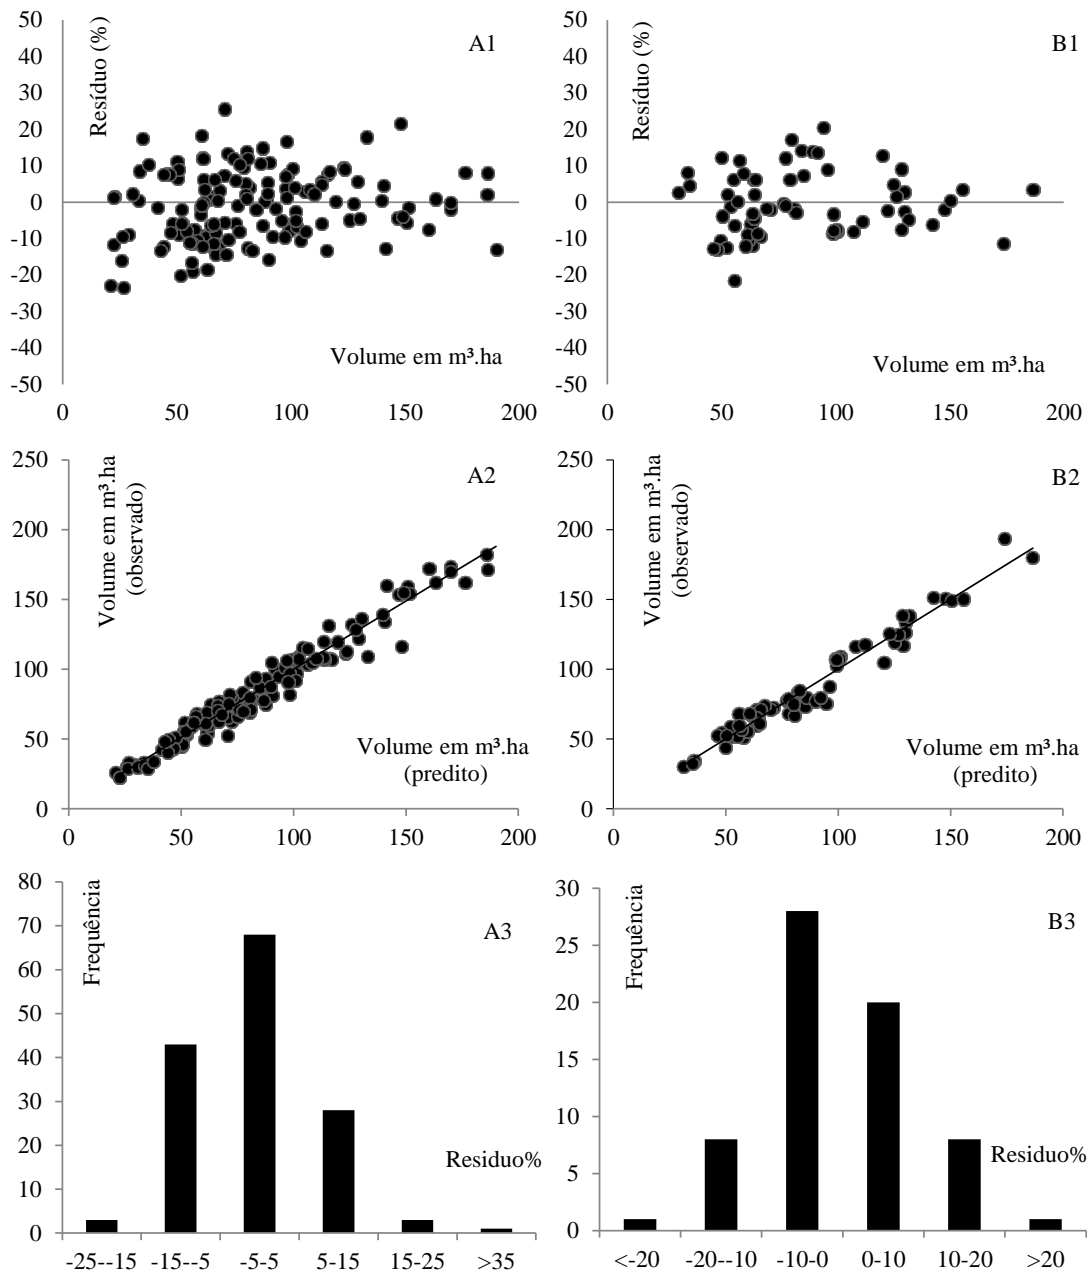 50
40
30
20
10
0
-10
-20
-30
-40
-50
Resíduo (%)
A1
Volume em m³.ha
0 50 100 150 200
50
40
30
20
10
0
-10
-20
-30
-40
-50
Resíduo (%)
B1
Volume em m³.ha
0 50 100 150 200
250
200
150
100
50
0
Volume em m³.ha
(observado)
A2
Volume em m³.ha
(predito)
0 50 100 150 200
250
200
150
100
50
0
Volume em m³.ha
(observado)
B2
Volume em m³.ha
(predito)
0 50 100 150 200
80
70
60
50
40
30
20
10
0
Frequência
A3
Residuo%
-25--15 -15--5 -5-5 5-15 15-25 >35
30
25
20
15
10
5
0
Frequência
B3
Residuo%
<-20 -20--10 -10-0 0-10 10-20 >20